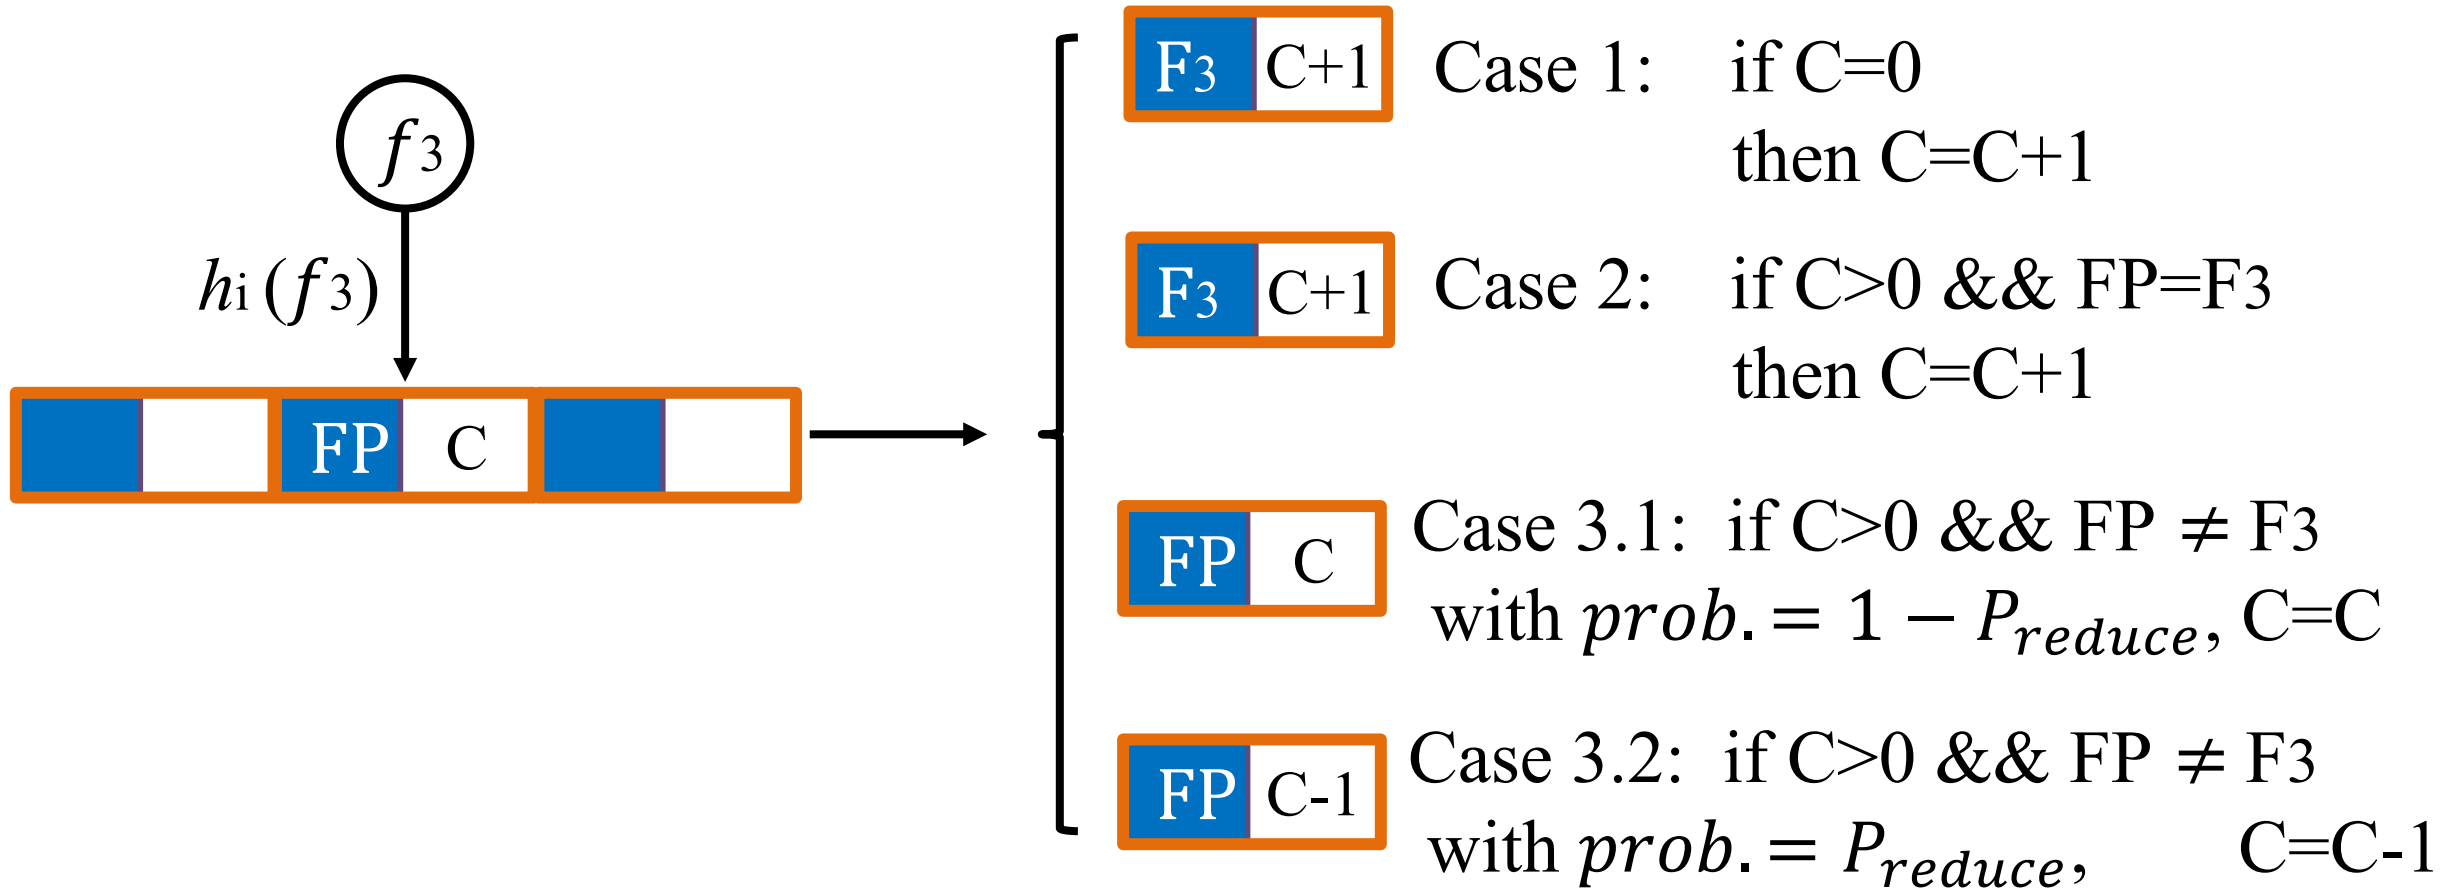 f3
hi (f3)
FP C
F3 C+1 Case 1: if C=0
then C=C+1
F3 C+1 Case 2: if C>0 && FP=F3
then C=C+1
FP C Case 3.1: if C>0 && FP ≠ F3
with prob. = 1 − Preduce, C=C
FP C-1 Case 3.2: if C>0 && FP ≠ F3
with prob. = Preduce, C=C-1